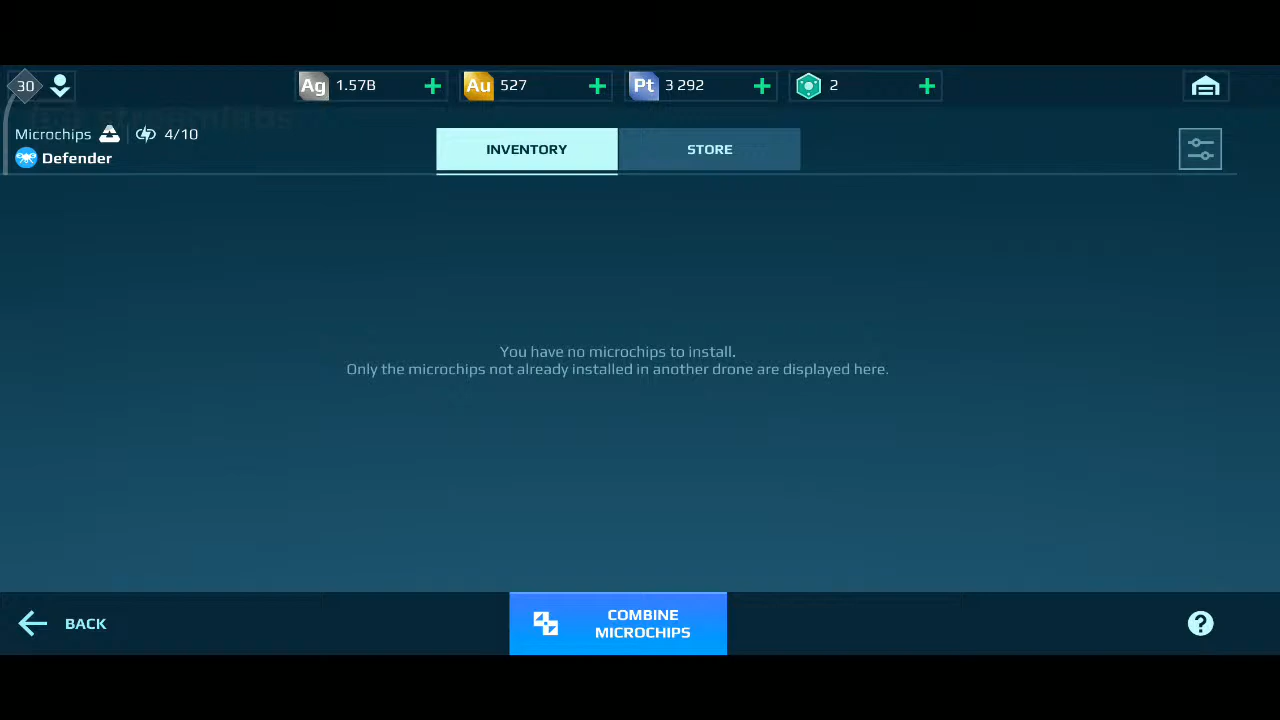 30
Ag 1.57B
Au 527
Pt 3 292
2
Microchips 4/10
Defender
INVENTORY
STORE
You have no microchips to install.
Only the microchips not already installed in another drone are displayed here.
BACK
COMBINE
MICROCHIPS
?